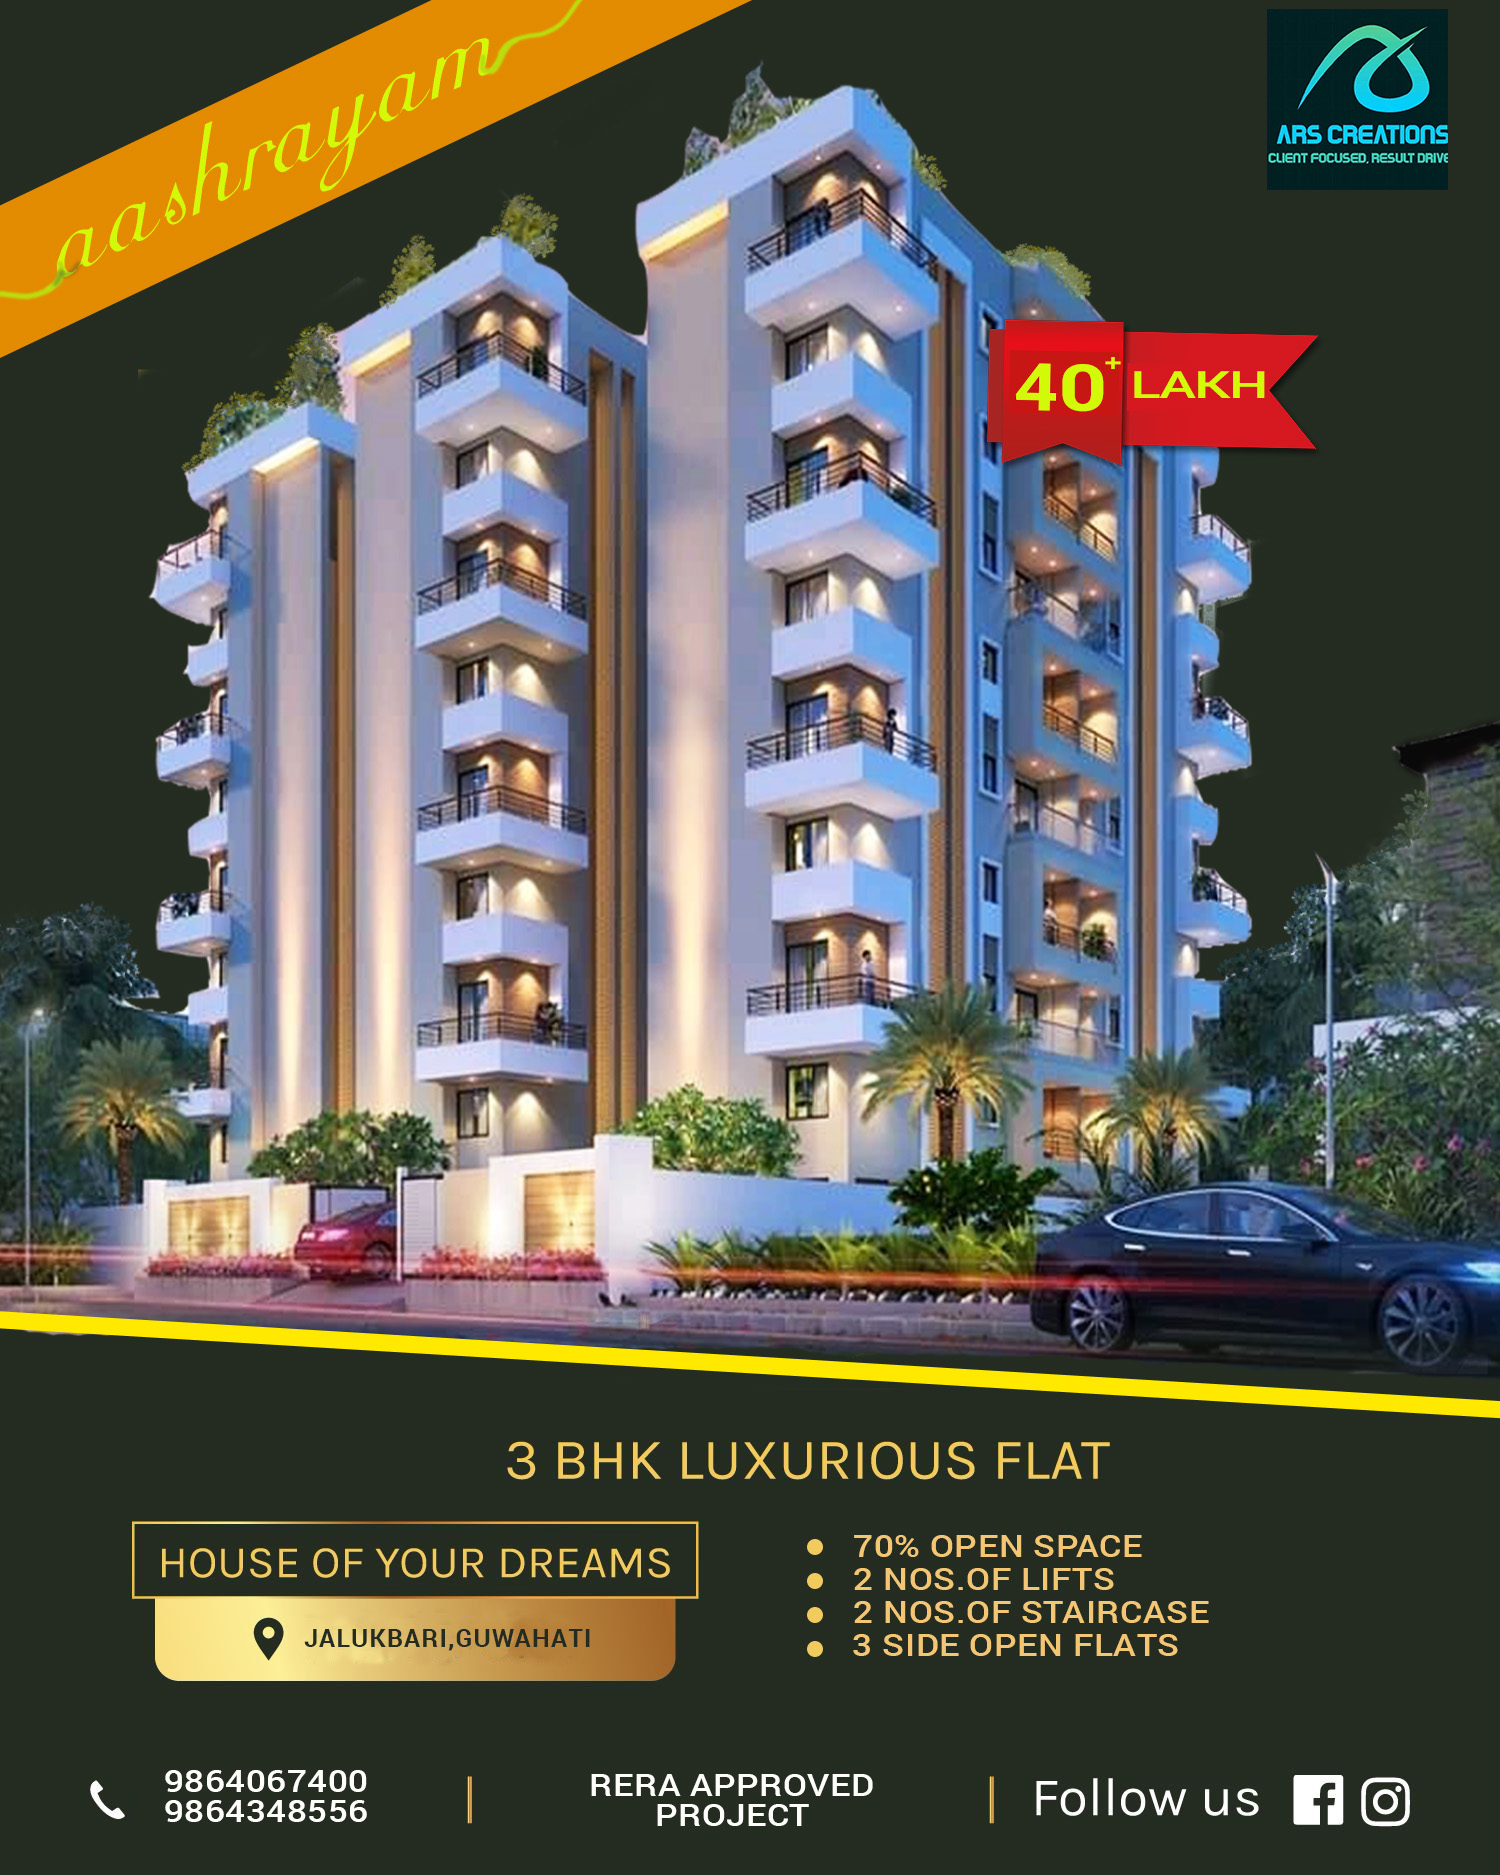 aashrayam
ARS CREATIONS
CLIENT FOCUSED, RESULT DRIVE
40+ LAKH
3 BHK LUXURIOUS FLAT
HOUSE OF YOUR DREAMS
JALUKBARI,GUWAHATI
70% OPEN SPACE
2 NOS.OF LIFTS
2 NOS.OF STAIRCASE
3 SIDE OPEN FLATS
9864067400
9864348556
RERA APPROVED
PROJECT
Follow us